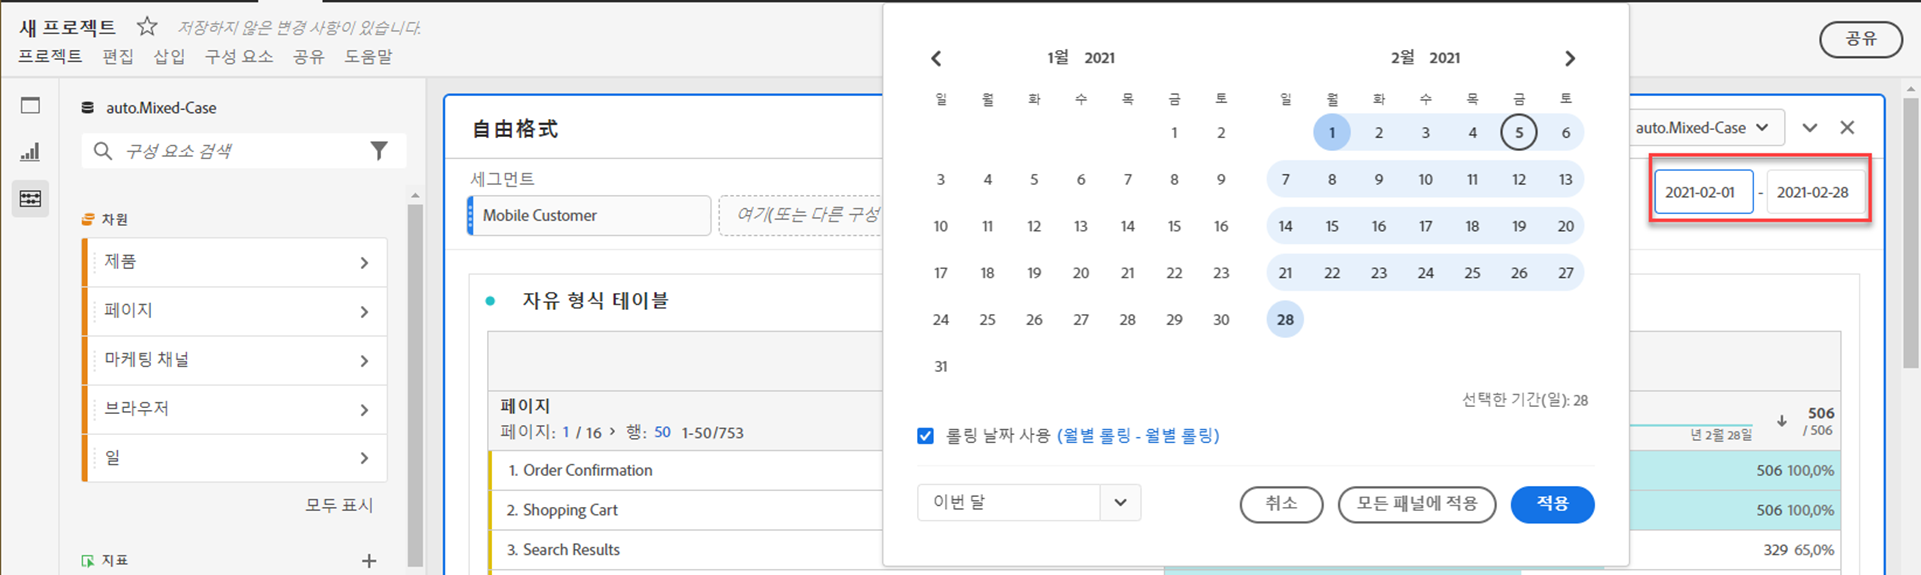 새 프로젝트 저장하지 않은 변경 사항이 있습니다.
프로젝트 편집 삽입 구성 요소 공유 도움말
공유
auto.Mixed-Case
구성 요소 검색
차원
제품
페이지
마케팅 채널
브라우저
일
모두 표시
지표 +
自由格式
세그먼트
Mobile Customer
여기(또는 다른 구성
자유 형식 테이블
페이지
페이지: 1 / 16 > 행: 50 1-50/753
1. Order Confirmation
2. Shopping Cart
3. Search Results
1월 2021
일 월 화 수 목 금 토
1 2
3 4 5 6 7 8 9
10 11 12 13 14 15 16
17 18 19 20 21 22 23
24 25 26 27 28 29 30
31
2월 2021
일 월 화 수 목 금 토
1 2 3 4 5 6
7 8 9 10 11 12 13
14 15 16 17 18 19 20
21 22 23 24 25 26 27
28
선택한 기간(일): 28
롤링 날짜 사용 (월별 롤링 - 월별 롤링)
이번 달
취소
모든 패널에 적용
적용
auto.Mixed-Case
2021-02-01 - 2021-02-28
년 2월 28일
506
/ 506
506 100,0%
506 100,0%
329 65,0%